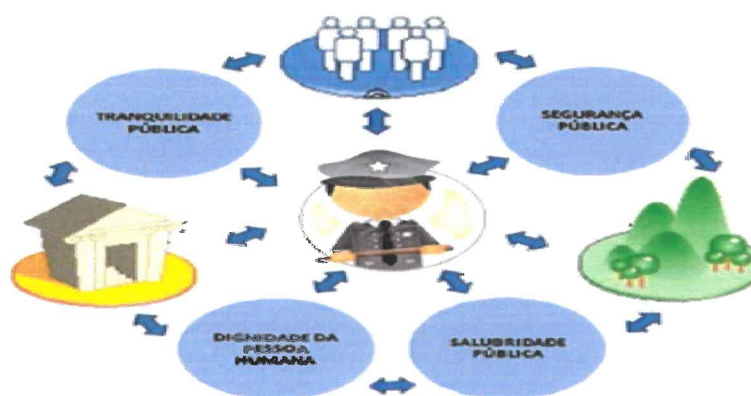 TRANQUILIDADE
PÚBLICA
SEGURANÇA
PÚBLICA
DIGNIDADE DA
PESSOA
HUMANA
SALUBRIDADE
PÚBLICA